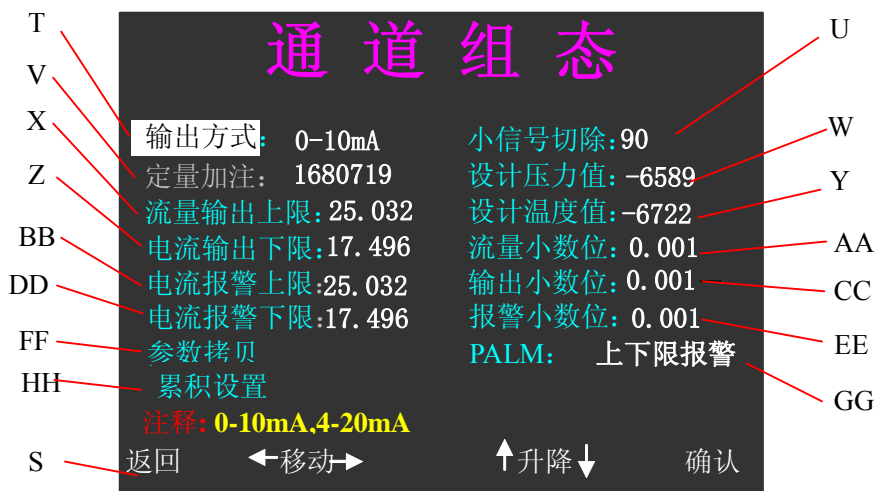 T
U
通道组态
V
X
W
输出方式: 0-10mA 小信号切除:90
Z
定量加注: 1680719 设计压力值:-6589
Y
流量输出上限:25.032 设计温度值:-6722
BB
电流输出下限:17.496 流量小数位:0.001
AA
DD
电流报警上限:25.032 输出小数位:0.001
CC
电流报警下限:17.496 报警小数位:0.001
FF
EE
参数拷贝 PALM: 上下限报警
HH
累积设置
GG
注释:0-10mA,4-20mA
S
返回 ←移动→ ↑升降↓ 确认